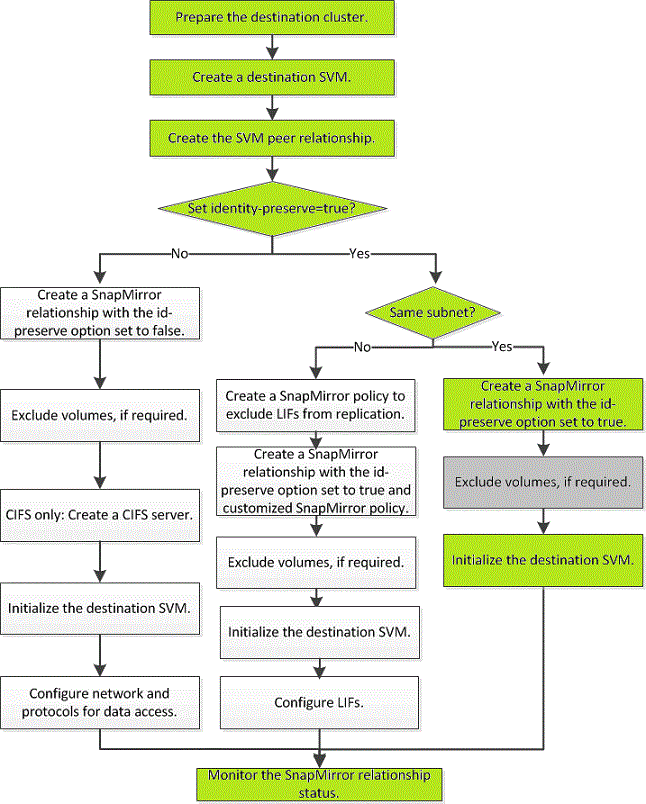 Prepare the destination cluster.
Create a destination SVM.
Create the SVM peer relationship.
Set identity-preserve=true?
No
Yes
Create a SnapMirror
relationship with the id-
preserve option set to false.
Exclude volumes, if required.
CIFS only: Create a CIFS server.
Initialize the destination SVM.
Configure network and
protocols for data access.
Same subnet?
No
Yes
Create a SnapMirror policy to
exclude LIFs from replication.
Create a SnapMirror
relationship with the id-
preserve option set to true and
customized SnapMirror policy.
Exclude volumes, if required.
Initialize the destination SVM.
Configure LIFs.
Create a SnapMirror
relationship with the id-
preserve option set to true.
Exclude volumes, if required.
Initialize the destination SVM.
Monitor the SnapMirror relationship
status.